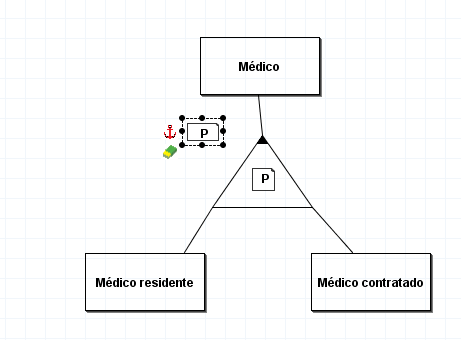 Médico
P
P
Médico residente
Médico contratado